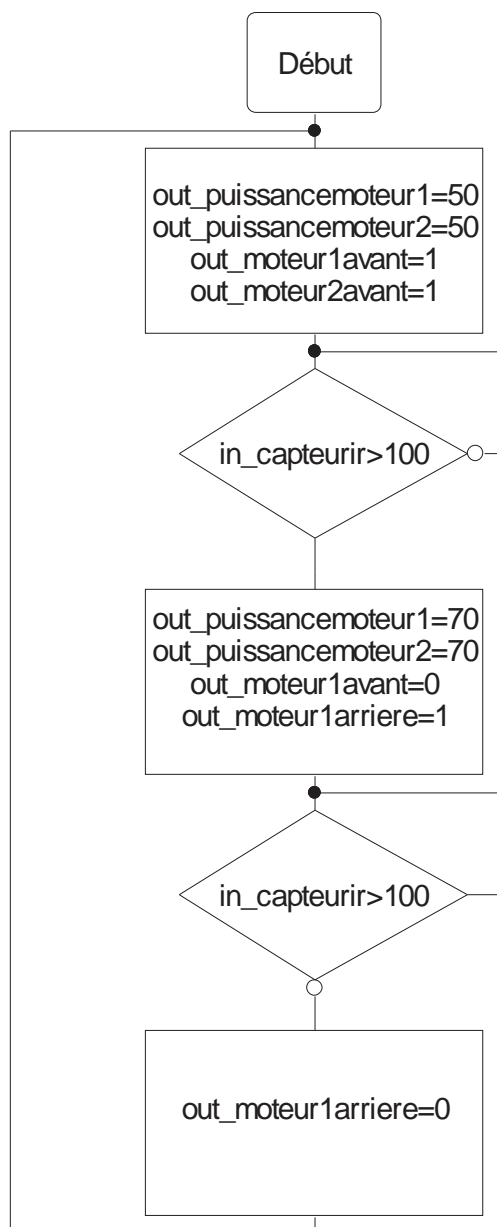 Début
out_puissancemoteur1=50
out_puissancemoteur2=50
out_moteur1avant=1
out_moteur2avant=1
in_capteurir>100
out_puissancemoteur1=70
out_puissancemoteur2=70
out_moteur1avant=0
out_moteur1arriere=1
in_capteurir>100
out_moteur1arriere=0